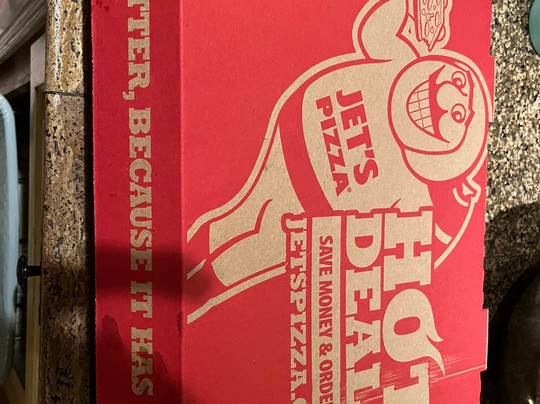 JET'S
PIZZA
HOT
DEAL
SAVE MONEY & ORDE
JETSPIZZA.
TTER, BECAUSE IT HAS